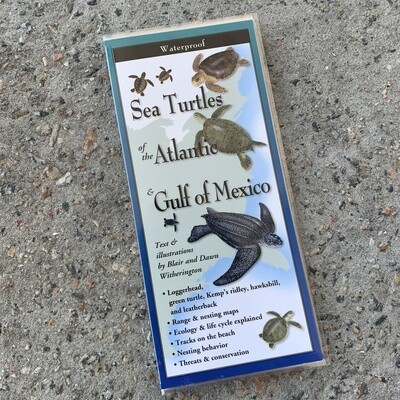 Waterproof
Sea Turtles
of the Atlantic
& Gulf of Mexico
Text &
illustrations
by Blair and Dawn
Witherington
• Loggerhead,
green turtle, Kemp's ridley, hawksbill,
and leatherback
• Range & nesting maps
• Ecology & life cycle explained
• Tracks on the beach
• Nesting behavior
• Threats & conservation